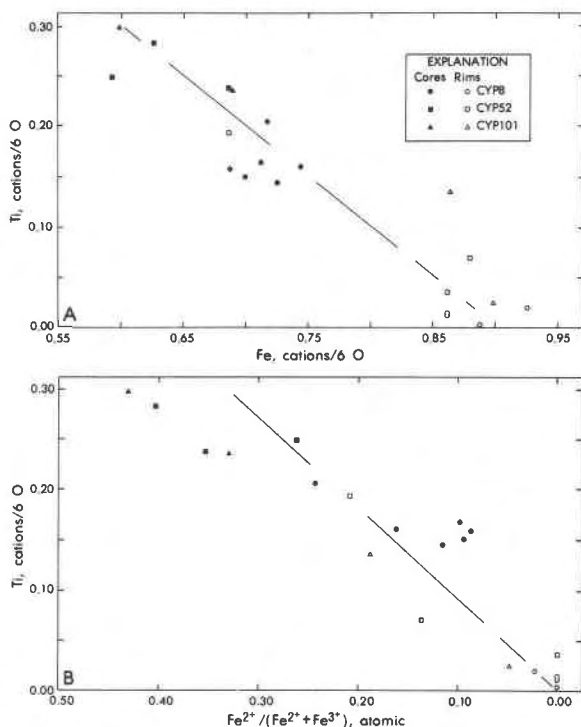 0.30
0.20
0.10
0.00
Ti, cations/6 O
A
EXPLANATION
Cores Rims
CYP8
CYP52
CYP101
0,55 0,65 0,75 0,85 0,95
Fe, cations/6 O
0.30
0.20
0.10
0.00
Ti, cations/6 O
B
0.50 0.40 0.30 0.20 0.10 0.00
Fe2+/(Fe2++Fe3+), atomic